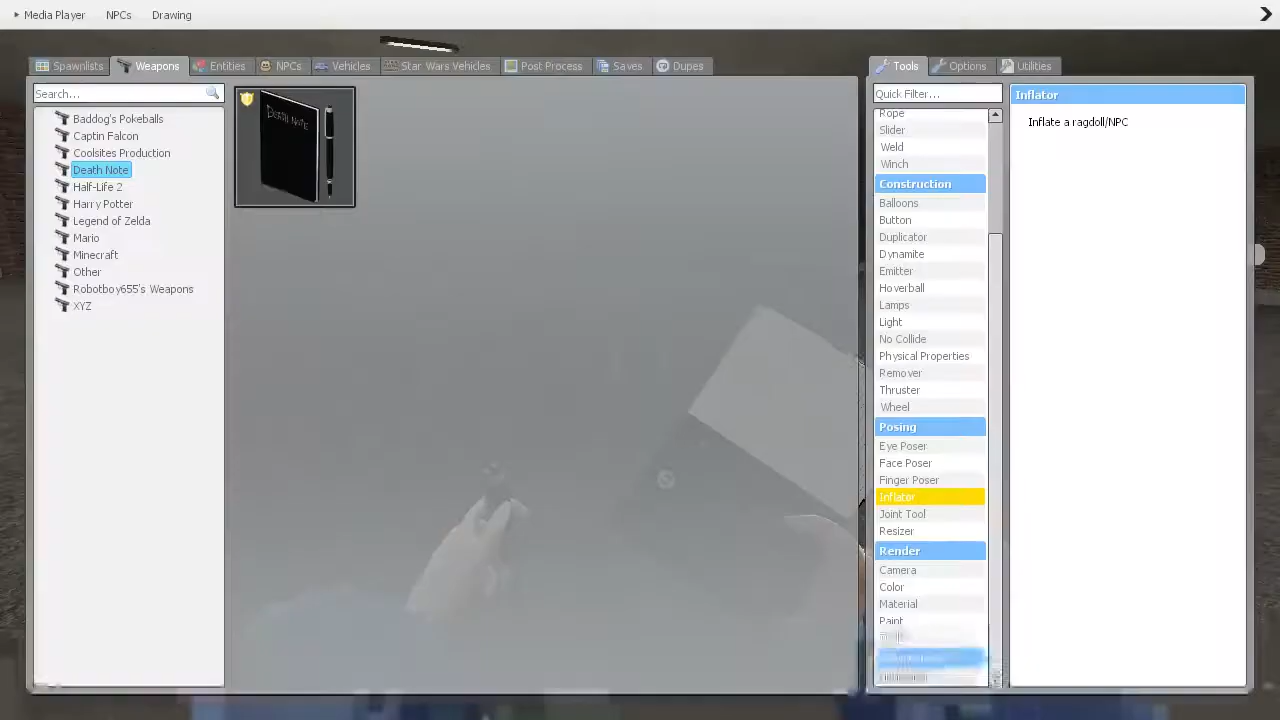 Media Player
NPCs
Drawing
Spawnlists
Weapons
Entities
NPCs
Vehicles
Star Wars Vehicles
Post Process
Saves
Dupes
Search...
Baddog's Pokeballs
Captin Falcon
Coolsites Production
Death Note
Half-Life 2
Harry Potter
Legend of Zelda
Mario
Minecraft
Other
Robotboy655's Weapons
XYZ
DEATH NOTE
Tools
Options
Utilities
Quick Filter...
Rope
Slider
Weld
Winch
Construction
Balloons
Button
Duplicator
Dynamite
Emitter
Hoverball
Lamps
Light
No Collide
Physical Properties
Remover
Thruster
Wheel
Posing
Eye Poser
Face Poser
Finger Poser
Inflator
Joint Tool
Resizer
Render
Camera
Color
Material
Paint
Inflator
Inflate a ragdoll/NPC